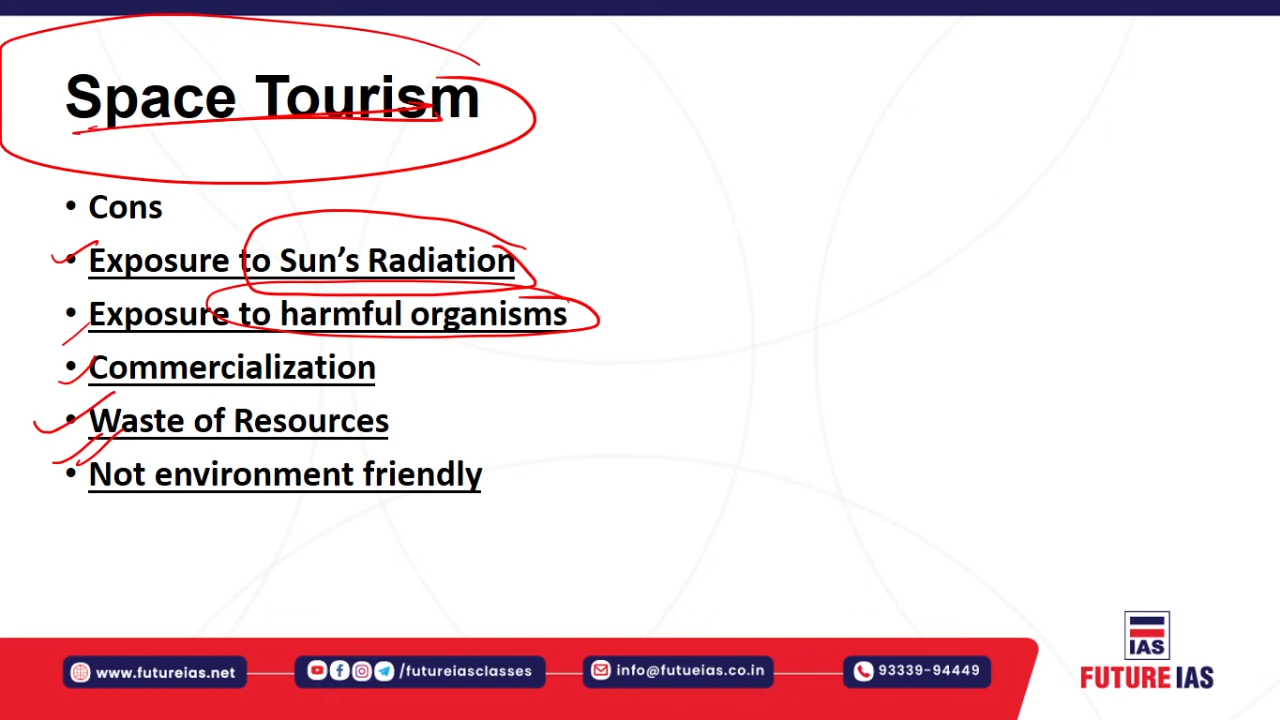 Space Tourism
• Cons
• Exposure to Sun’s Radiation
• Exposure to harmful organisms
• Commercialization
• Waste of Resources
• Not environment friendly
www.futureias.net
/futureiasclasses
info@futueias.co.in
93339-94449
IAS
FUTURE IAS